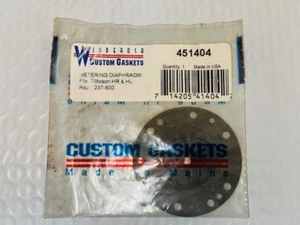 WINDEROSA
CUSTOM GASKETS
451404
METERING DIAPHRAGM
Fits: Tillotson HR & HL
237-600
Quantity: 1 Made in USA
7 14205 41404 2
CUSTOM GASKETS
Made in Maine